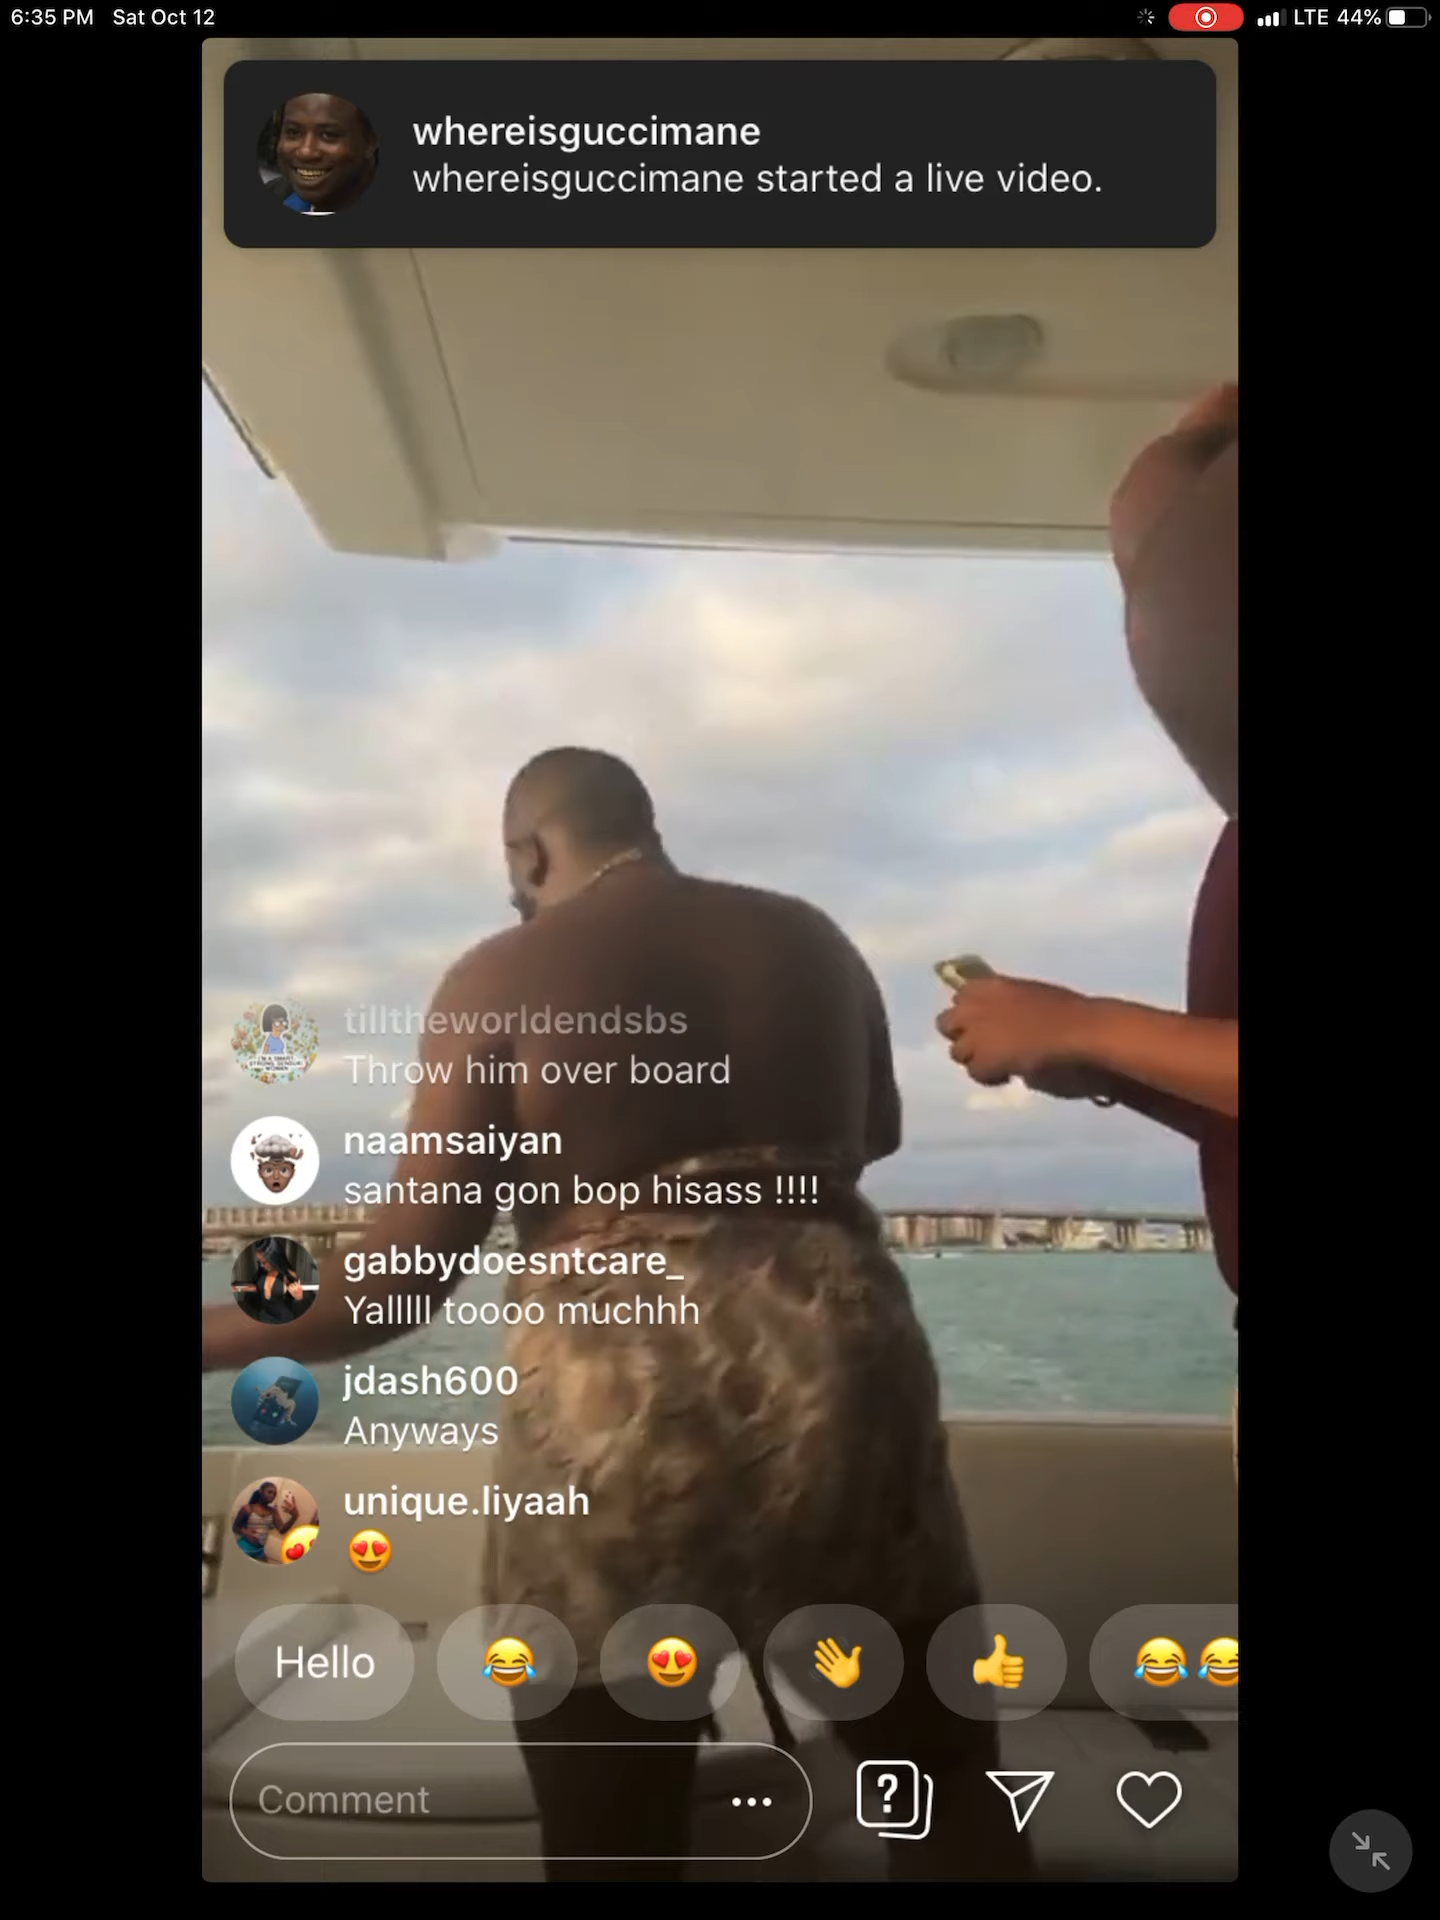 6:35 PM Sat Oct 12
LTE 44%
whereisguccimane
whereisguccimane started a live video.
tilltheworldendsbs
Throw him over board
naamsaiyan
santana gon bop hisass !!!!
gabbydoesntcare_
Yalllll toooo muchhh
jdash600
Anyways
unique.liyaah
😍
Hello 😂 😍 👋 👍 😂😂
Comment